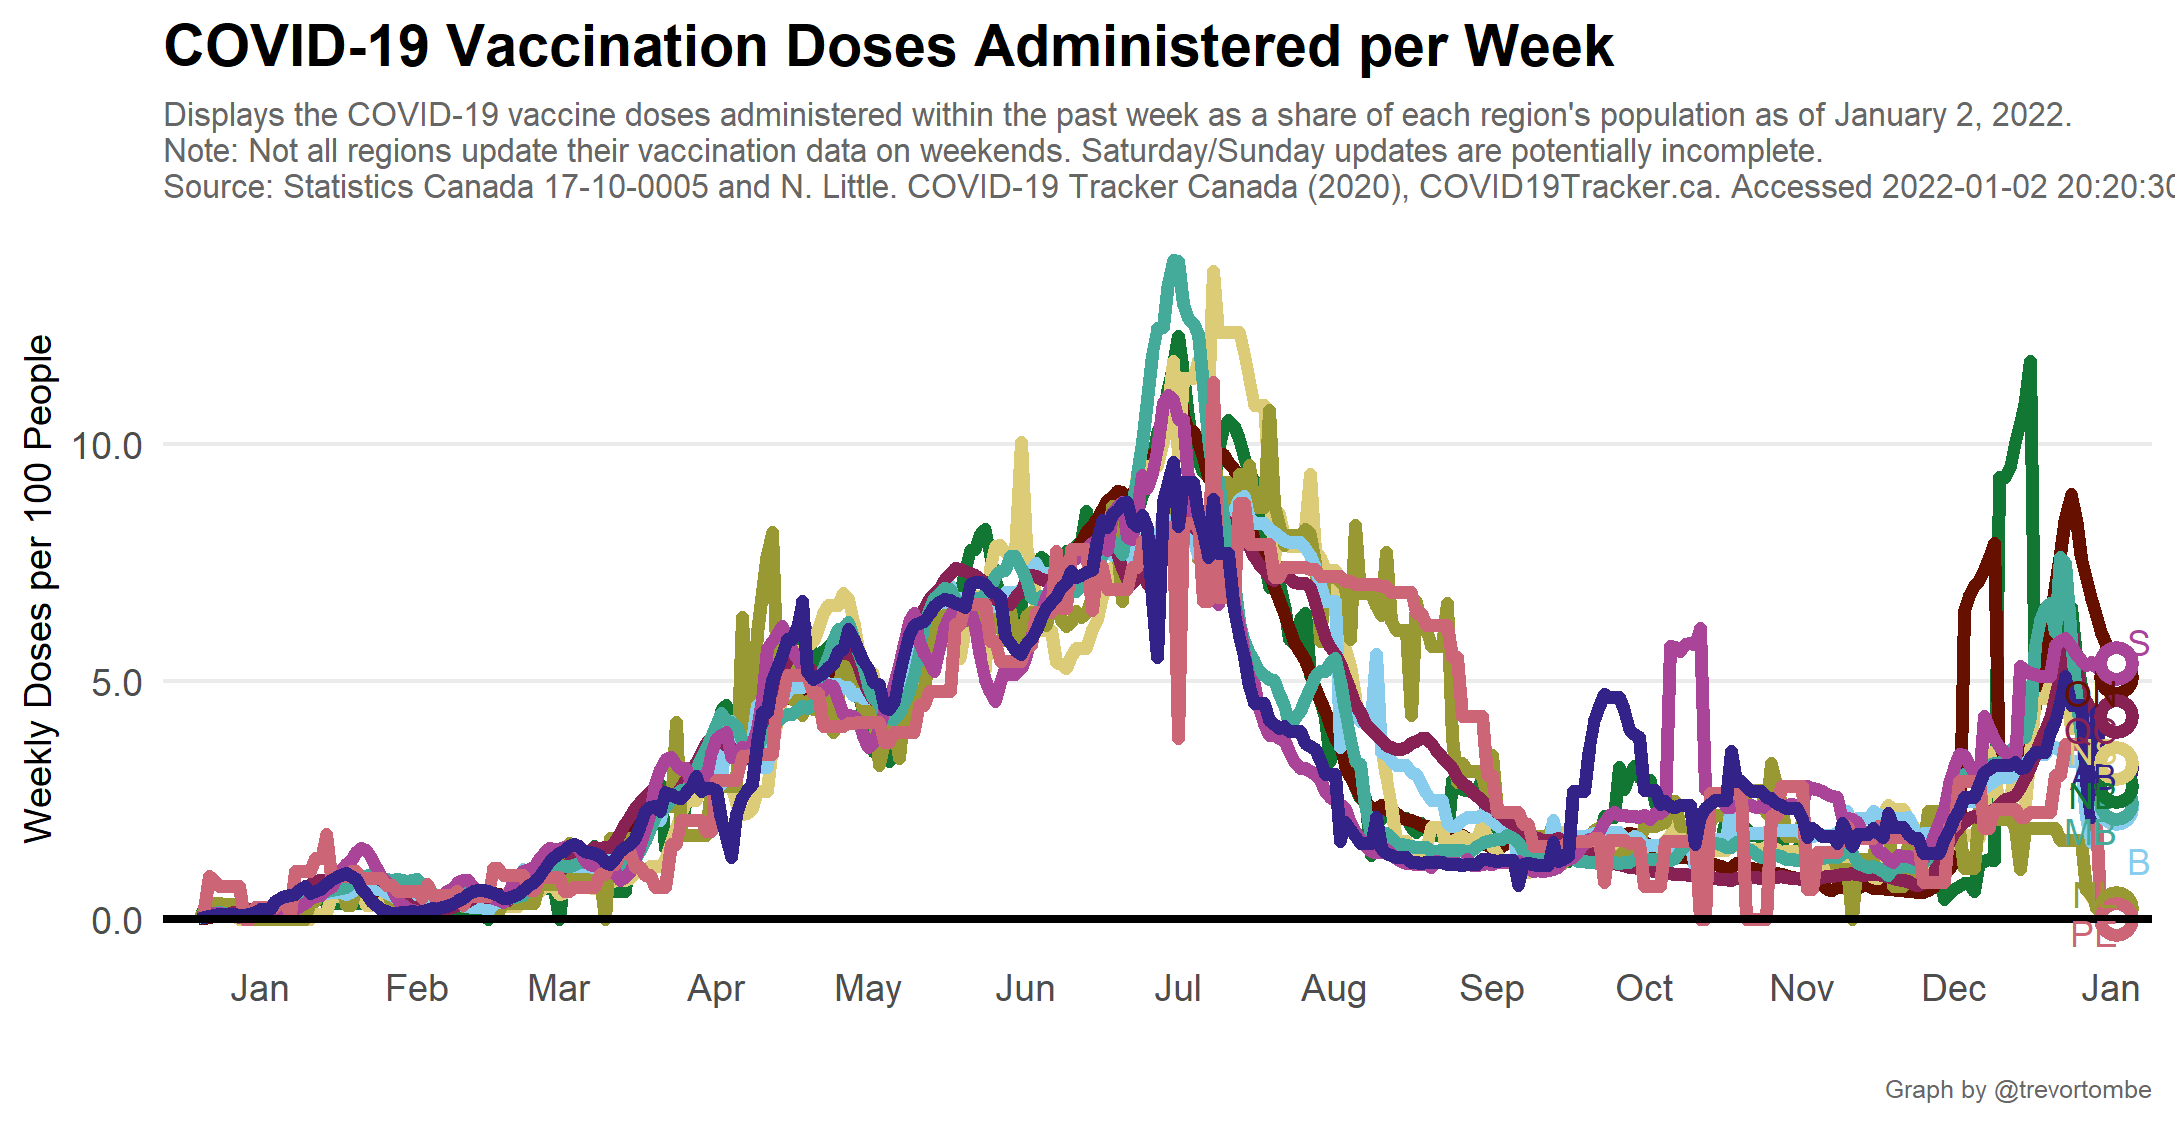 COVID-19 Vaccination Doses Administered per Week
Displays the COVID-19 vaccine doses administered within the past week as a share of each region's population as of January 2, 2022.
Note: Not all regions update their vaccination data on weekends. Saturday/Sunday updates are potentially incomplete.
Source: Statistics Canada 17-10-0005 and N. Little. COVID-19 Tracker Canada (2020), COVID19Tracker.ca. Accessed 2022-01-02 20:20:30
Weekly Doses per 100 People
10.0
5.0
0.0
S
ON
QC
NS
AB
NB
MB
B
NL
PE
Jan Feb Mar Apr May Jun Jul Aug Sep Oct Nov Dec Jan
Graph by @trevortombe